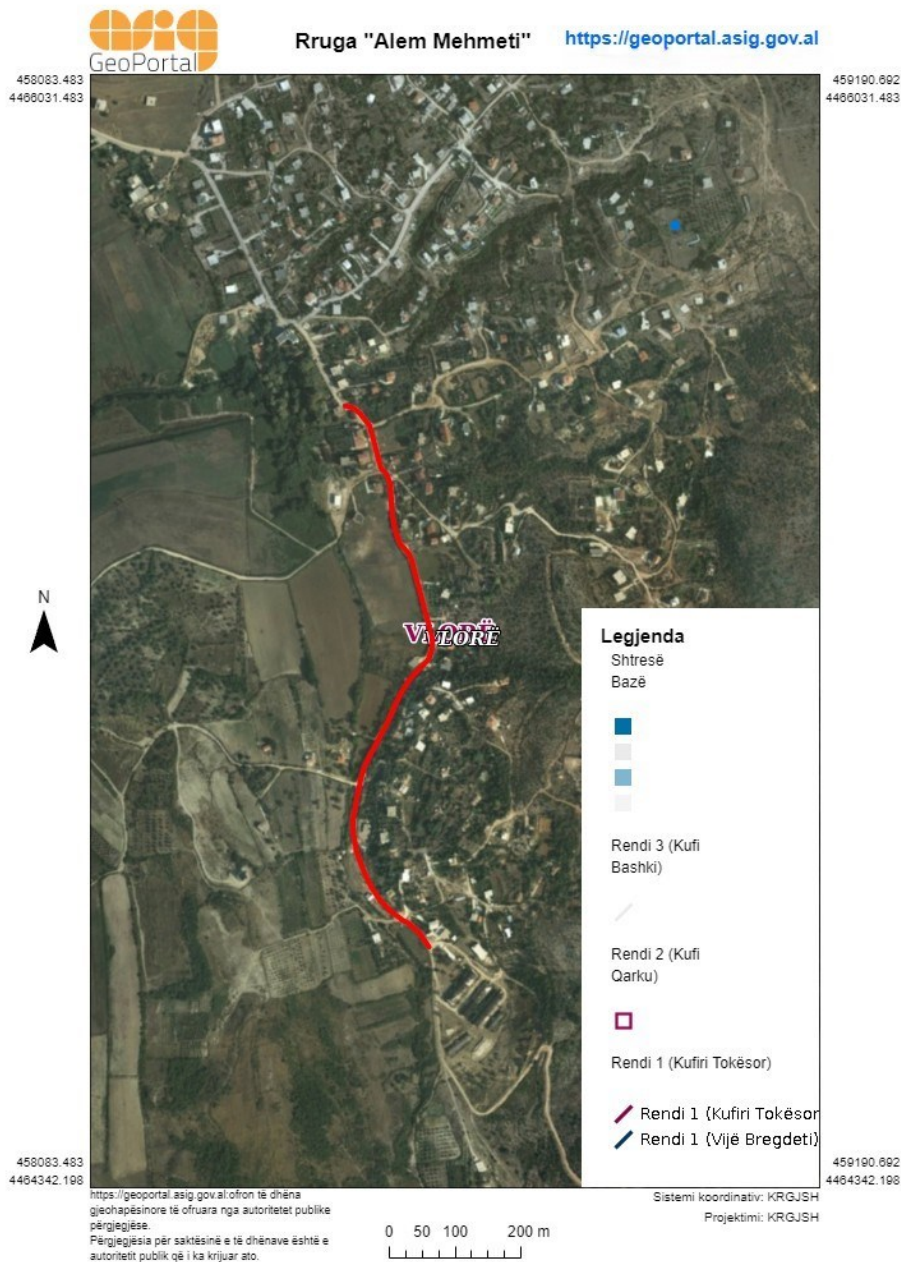 asig
GeoPortal
Rruga "Alem Mehmeti"
https://geoportal.asig.gov.al
458083.483
4466031.483
459190.692
4466031.483
N
VLORË
VLORË
Legjenda
Shtresë
Bazë
Rendi 3 (Kufi
Bashki)
Rendi 2 (Kufi
Qarku)
Rendi 1 (Kufiri Tokësor)
Rendi 1 (Kufiri Tokësor
Rendi 1 (Vijë Bregdeti)
458083.483
4464342.198
459190.692
4464342.198
https://geoportal.asig.gov.al:ofron të dhëna
gjeohapësinore të ofruara nga autoritetet publike
përgjegjëse.
Përgjegjësia për saktësinë e të dhënave është e
autoritetit publik që i ka krijuar ato.
0 50 100 200 m
Sistemi koordinativ: KRGJSH
Projektimi: KRGJSH